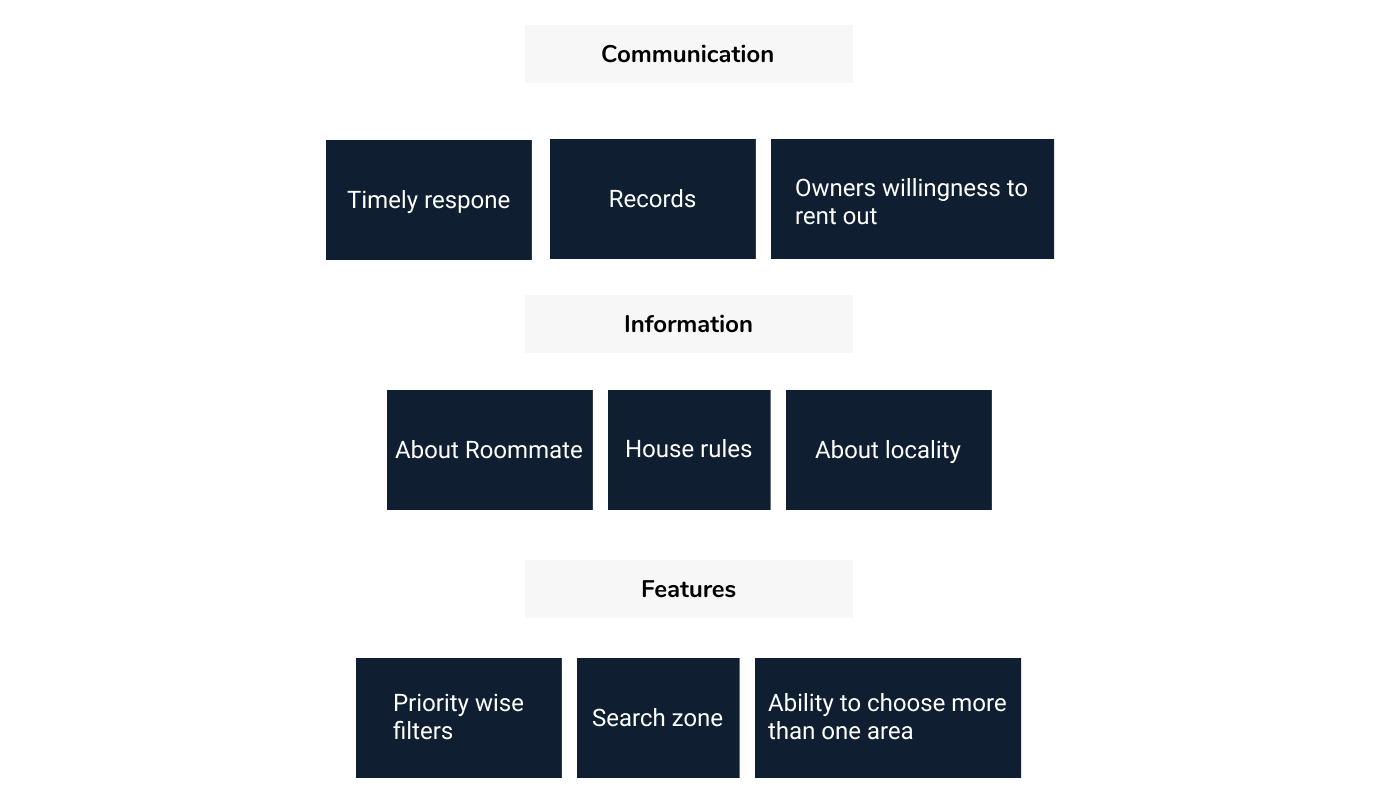 Communication
Timely respone
Records
Owners willingness to
rent out
Information
About Roommate
House rules
About locality
Features
Priority wise
filters
Search zone
Ability to choose more
than one area